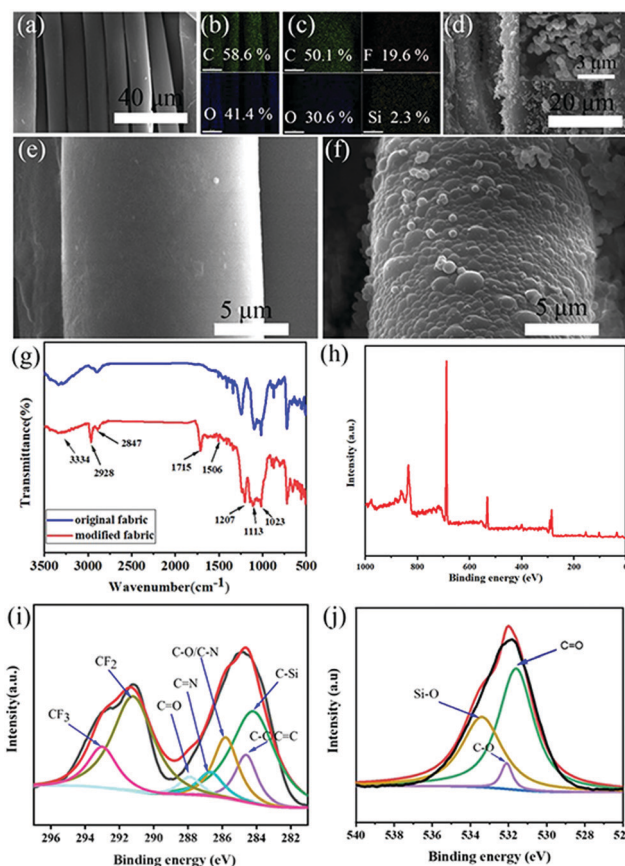 (a)
40 μm
(b)
C 58.6 %
O 41.4 %
(c)
C 50.1 %
F 19.6 %
O 30.6 %
Si 2.3 %
(d)
3 μm
20 μm
(e)
5 μm
(f)
5 μm
(g)
Transmittance(%)
3334
2928
2847
1715
1506
1207
1113
1023
original fabric
modified fabric
3500 3000 2500 2000 1500 1000 500
Wavenumber(cm⁻¹)
(h)
Intensity (a.u.)
1000 800 600 400 200 0
Binding energy (eV)
(i)
Intensity(a.u.)
CF₃
CF₂
C=O
C=N
C-O/C-N
C-Si
C-C/C=C
296 294 292 290 288 286 284 282
Binding energy (eV)
(j)
Intensity(a.u.)
Si-O
C-O
C=O
540 538 536 534 532 530 528 526
Binding energy (eV)